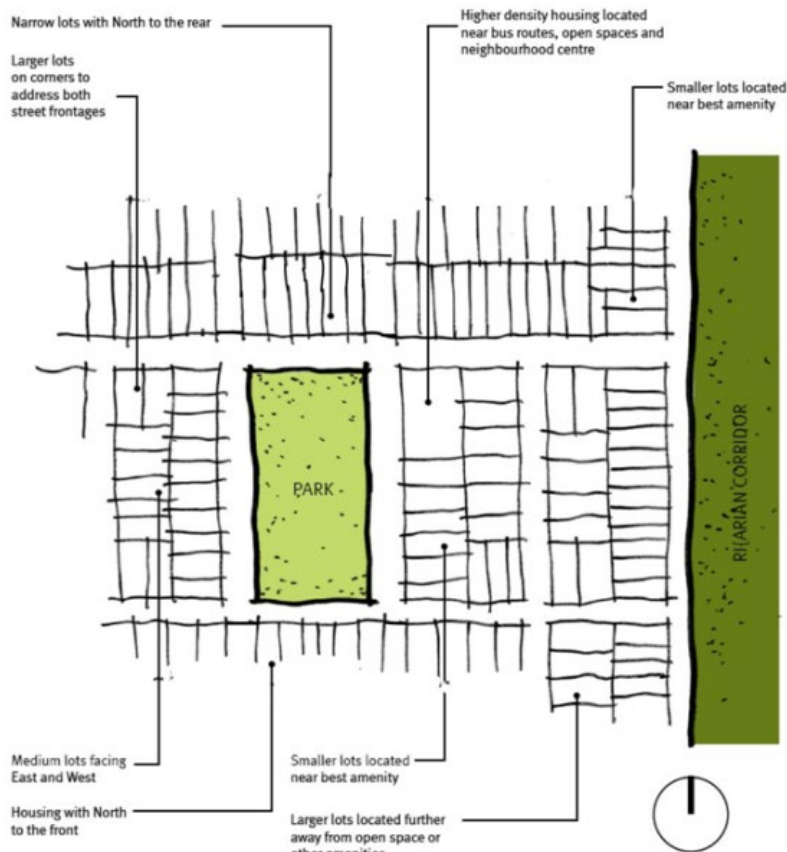 Narrow lots with North to the rear
Higher density housing located
near bus routes, open spaces and
neighbourhood centre
Larger lots
on corners to
address both
street frontages
Smaller lots located
near best amenity
PARK
RIPARIAN CORRIDOR
Medium lots facing
East and West
Smaller lots located
near best amenity
Housing with North
to the front
Larger lots located further
away from open space or
other amenities